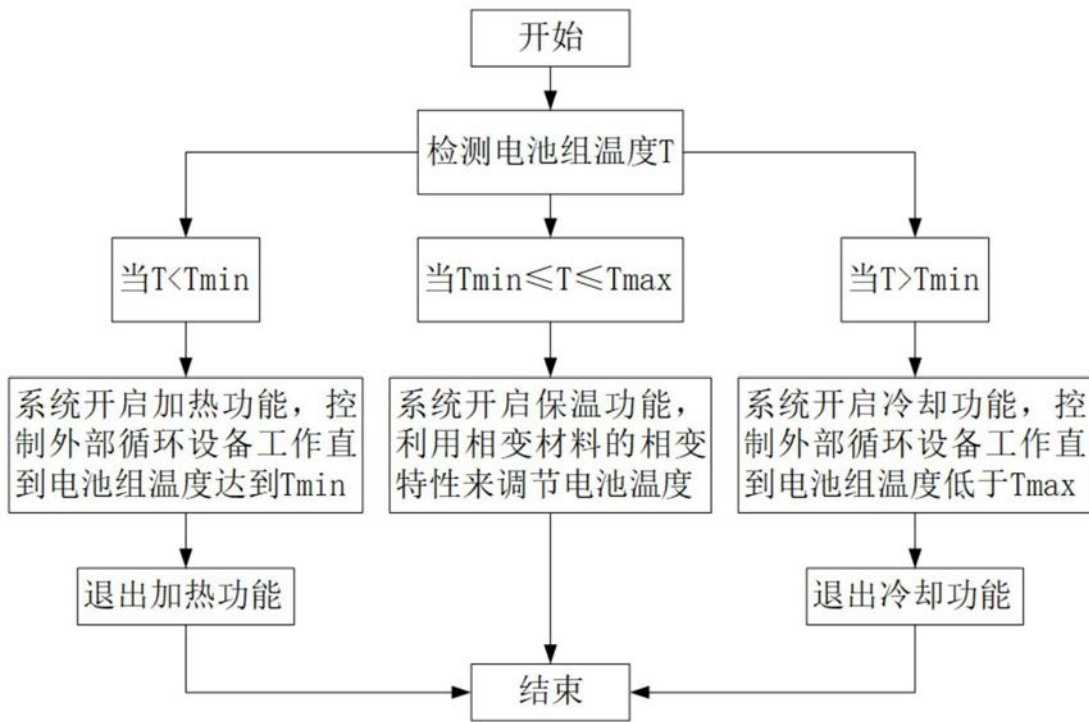 开始
检测电池组温度T
当T<Tmin
当Tmin≤T≤Tmax
当T>Tmin
系统开启加热功能，控
制外部循环设备工作直
到电池组温度达到Tmin
系统开启保温功能，
利用相变材料的相变
特性来调节电池温度
系统开启冷却功能，控
制外部循环设备工作直
到电池组温度低于Tmax
退出加热功能
退出冷却功能
结束